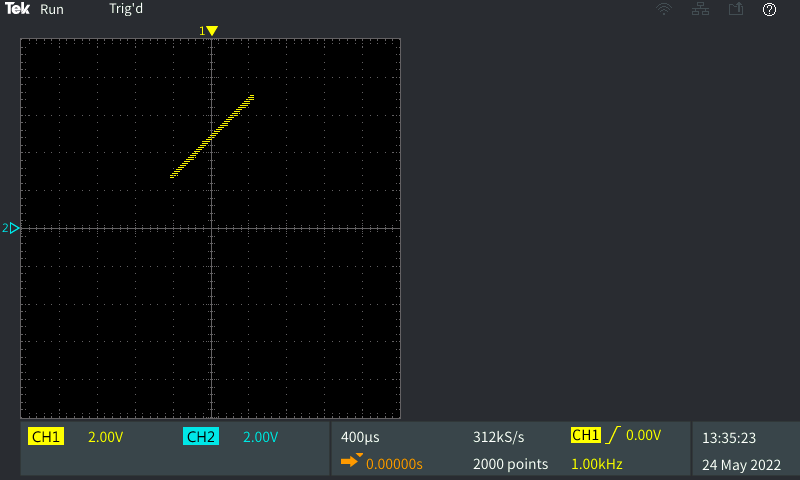 Tek Run Trig'd
1
2
CH1 2.00V CH2 2.00V 400µs 312kS/s CH1 0.00V 13:35:23
0.00000s 2000 points 1.00kHz 24 May 2022